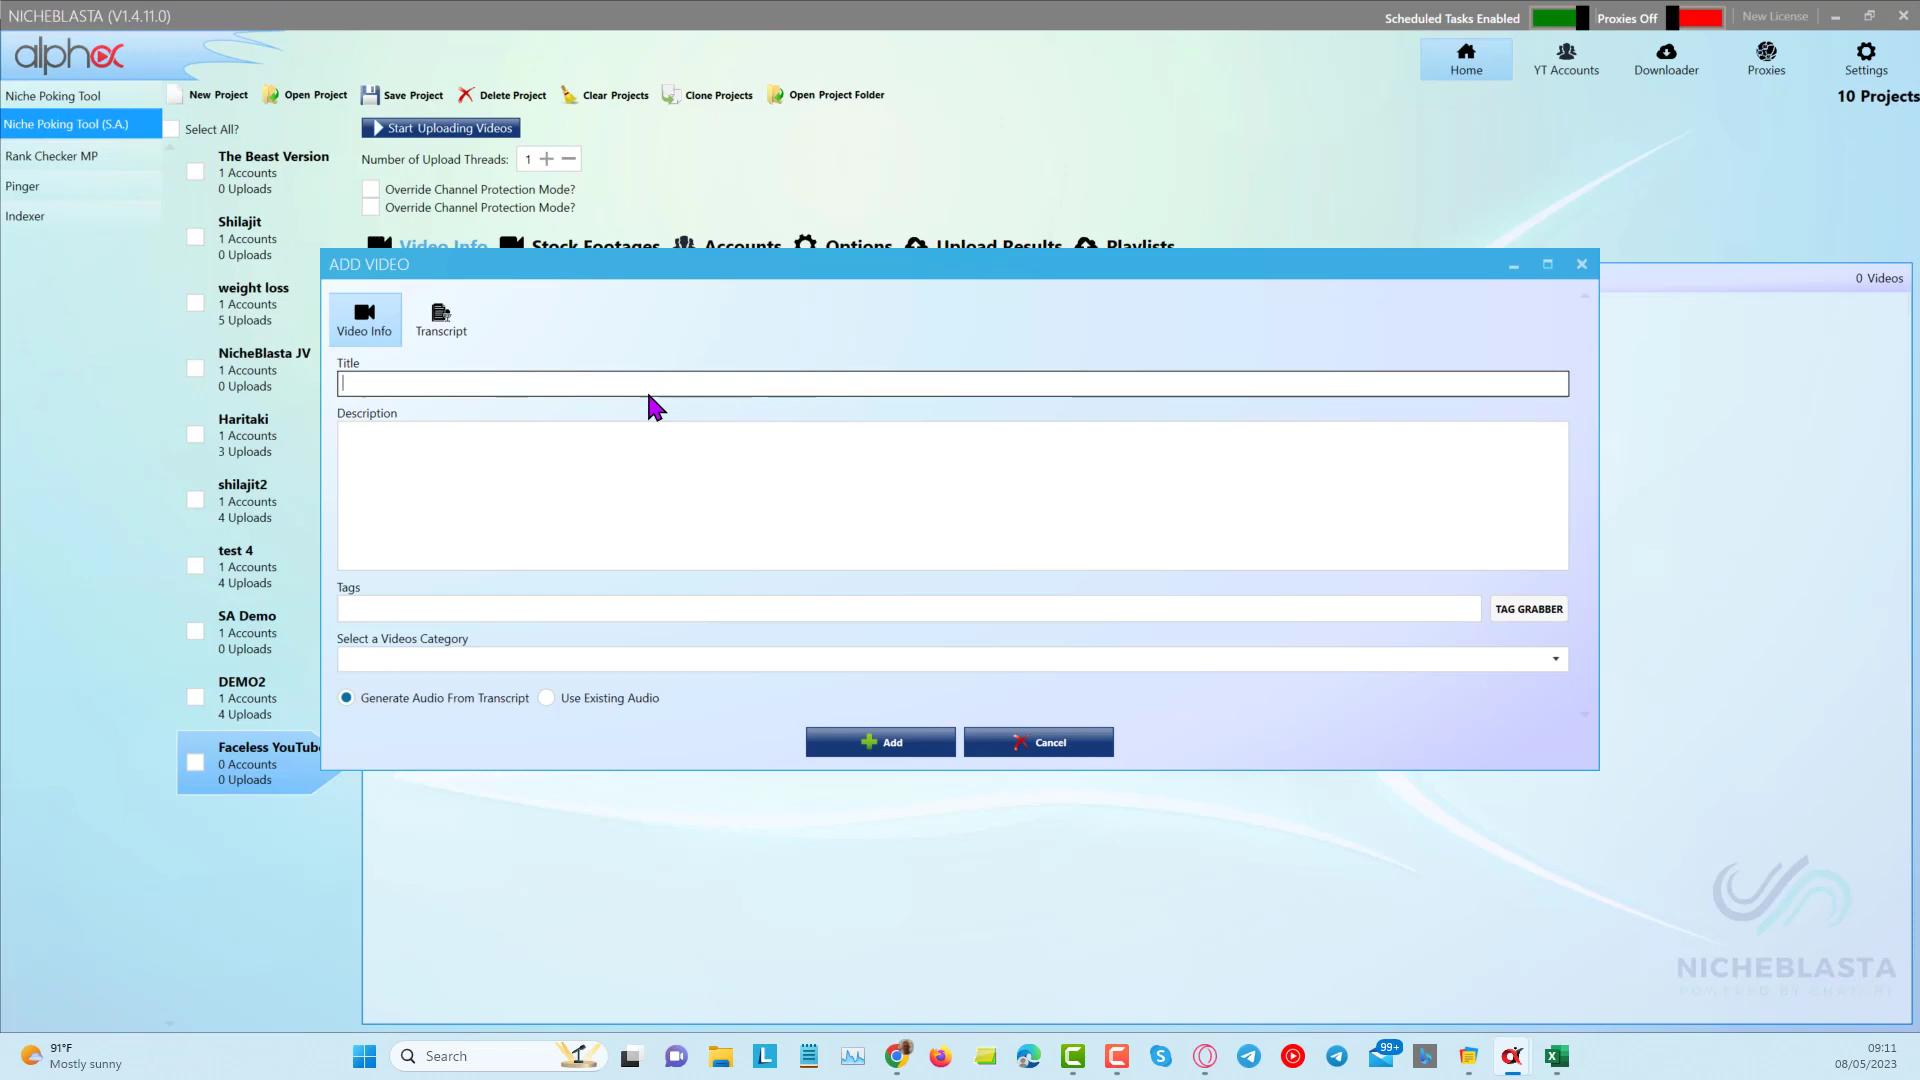 NICHEBLASTA (V1.4.11.0)
Scheduled Tasks Enabled
Proxies Off
New License
alpha
Home
YT Accounts
Downloader
Proxies
Settings
Niche Poking Tool
New Project
Open Project
Save Project
Delete Project
Clear Projects
Clone Projects
Open Project Folder
10 Projects
Niche Poking Tool (S.A.)
Rank Checker MP
Pinger
Indexer
Select All?
The Beast Version
1 Accounts
0 Uploads
Shilajit
1 Accounts
0 Uploads
weight loss
1 Accounts
5 Uploads
NicheBlasta JV
1 Accounts
0 Uploads
Haritaki
1 Accounts
3 Uploads
shilajit2
1 Accounts
4 Uploads
test 4
1 Accounts
4 Uploads
SA Demo
1 Accounts
0 Uploads
DEMO2
1 Accounts
4 Uploads
Faceless YouTube
0 Accounts
0 Uploads
Start Uploading Videos
Number of Upload Threads: 1
Override Channel Protection Mode?
Override Channel Protection Mode?
Video Info
Stock Footages
Accounts
Options
Upload Results
Playlists
0 Videos
ADD VIDEO
Video Info
Transcript
Title
Description
Tags
TAG GRABBER
Select a Videos Category
Generate Audio From Transcript
Use Existing Audio
Add
Cancel
NICHEBLASTA
91°F
Mostly sunny
Search
99+
09:11
08/05/2023